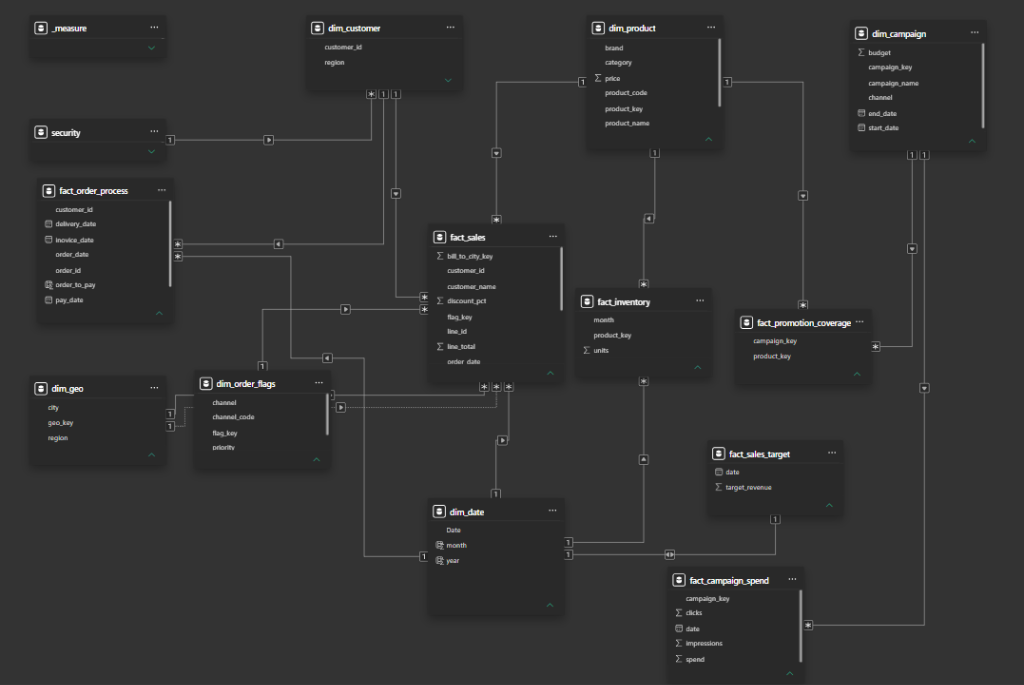 _measure
dim_customer
customer_id
region
dim_product
brand
category
price
product_code
product_key
product_name
dim_campaign
budget
campaign_key
campaign_name
channel
end_date
start_date
security
fact_order_process
customer_id
delivery_date
inovice_date
order_date
order_id
order_to_pay
pay_date
fact_sales
bill_to_city_key
customer_id
customer_name
discount_pct
flag_key
line_id
line_total
order date
fact_inventory
month
product_key
units
fact_promotion_coverage
campaign_key
product_key
dim_geo
city
geo_key
region
dim_order_flags
channel
channel_code
flag_key
priority
fact_sales_target
date
target_revenue
dim_date
Date
month
year
fact_campaign_spend
campaign_key
clicks
date
impressions
spend